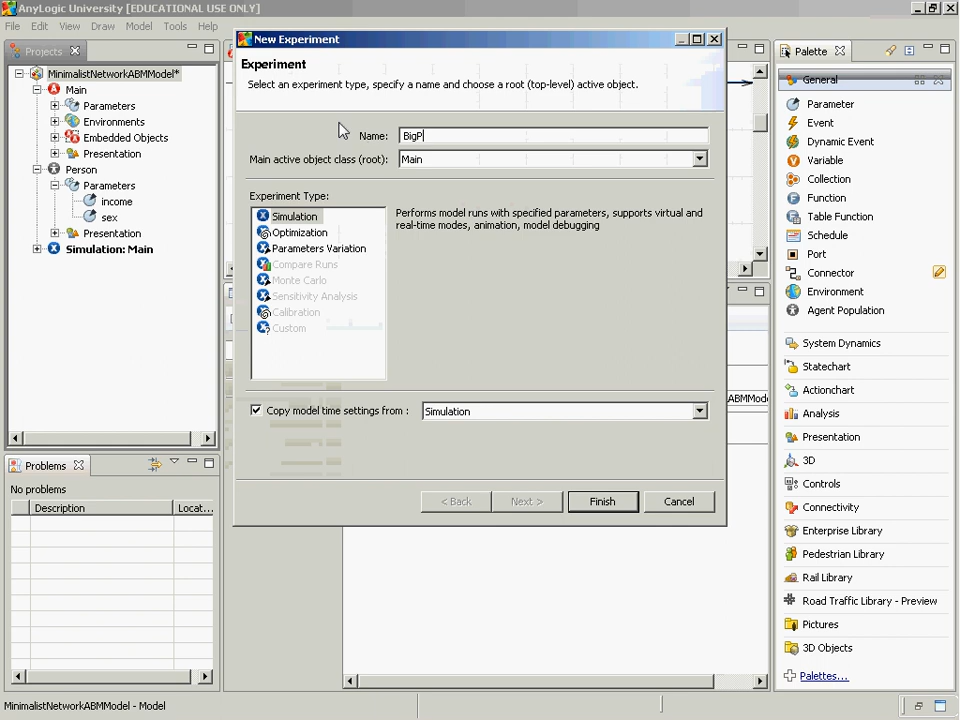 AnyLogic University [EDUCATIONAL USE ONLY]
File Edit View Draw Model Tools Help
Projects
MinimalistNetworkABMModel*
Main
Parameters
Environments
Embedded Objects
Presentation
Person
Parameters
income
sex
Presentation
Simulation: Main
Problems
No problems
Description Locat...
New Experiment
Experiment
Select an experiment type, specify a name and choose a root (top-level) active object.
Name: BigP
Main active object class (root): Main
Experiment Type:
Simulation
Optimization
Parameters Variation
Compare Runs
Monte Carlo
Sensitivity Analysis
Calibration
Custom
Performs model runs with specified parameters, supports virtual and
real-time modes, animation, model debugging
Copy model time settings from : Simulation
< Back Next > Finish Cancel
ABMMode
Palette
General
Parameter
Event
Dynamic Event
Variable
Collection
Function
Table Function
Schedule
Port
Connector
Environment
Agent Population
System Dynamics
Statechart
Actionchart
Analysis
Presentation
3D
Controls
Connectivity
Enterprise Library
Pedestrian Library
Rail Library
Road Traffic Library - Preview
Pictures
3D Objects
Palettes...
MinimalistNetworkABMModel - Model